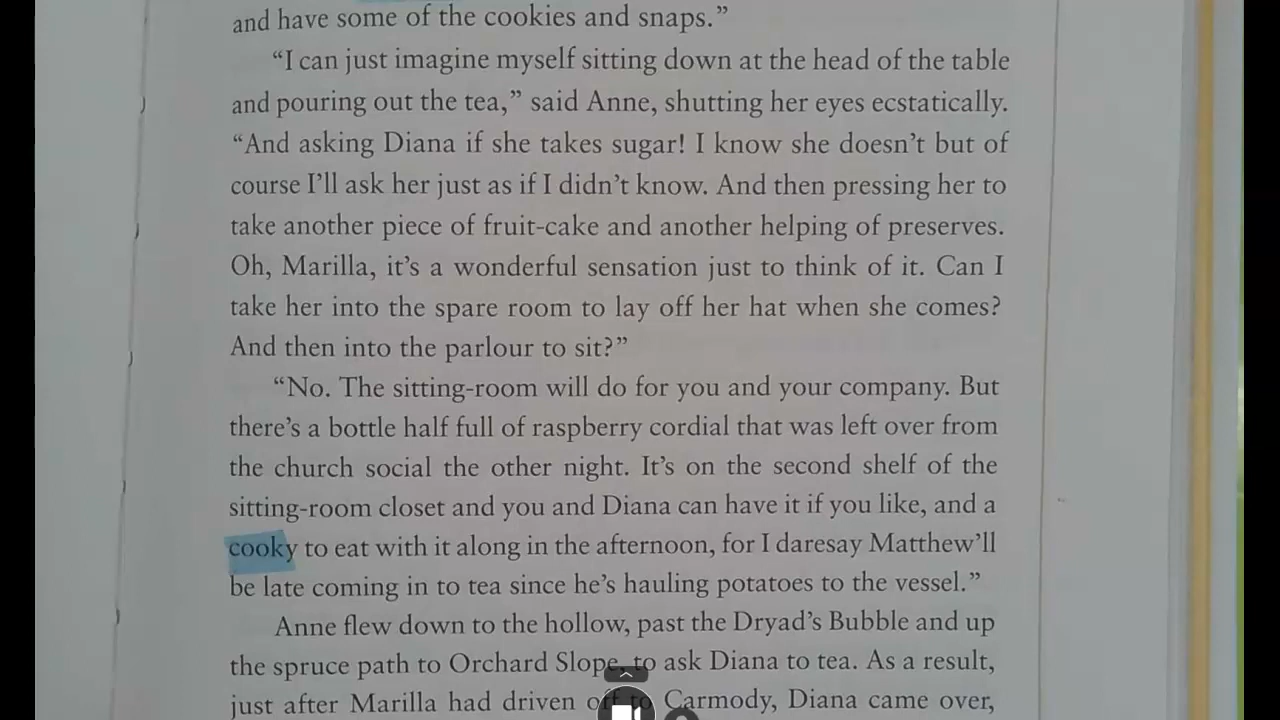 and have some of the cookies and snaps.”
“I can just imagine myself sitting down at the head of the table
and pouring out the tea,” said Anne, shutting her eyes ecstatically.
“And asking Diana if she takes sugar! I know she doesn’t but of
course I’ll ask her just as if I didn’t know. And then pressing her to
take another piece of fruit-cake and another helping of preserves.
Oh, Marilla, it’s a wonderful sensation just to think of it. Can I
take her into the spare room to lay off her hat when she comes?
And then into the parlour to sit?”
“No. The sitting-room will do for you and your company. But
there’s a bottle half full of raspberry cordial that was left over from
the church social the other night. It’s on the second shelf of the
sitting-room closet and you and Diana can have it if you like, and a
cooky to eat with it along in the afternoon, for I daresay Matthew’ll
be late coming in to tea since he’s hauling potatoes to the vessel.”
Anne flew down to the hollow, past the Dryad’s Bubble and up
the spruce path to Orchard Slope, to ask Diana to tea. As a result,
just after Marilla had driven off to Carmody, Diana came over,